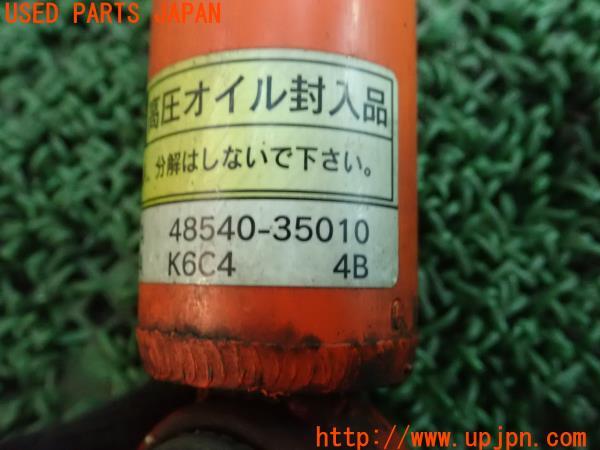 USED PARTS JAPAN
高圧オイル封入品
分解はしないで下さい。
48540-35010
K6C4 4B
http://www.upjpn.com